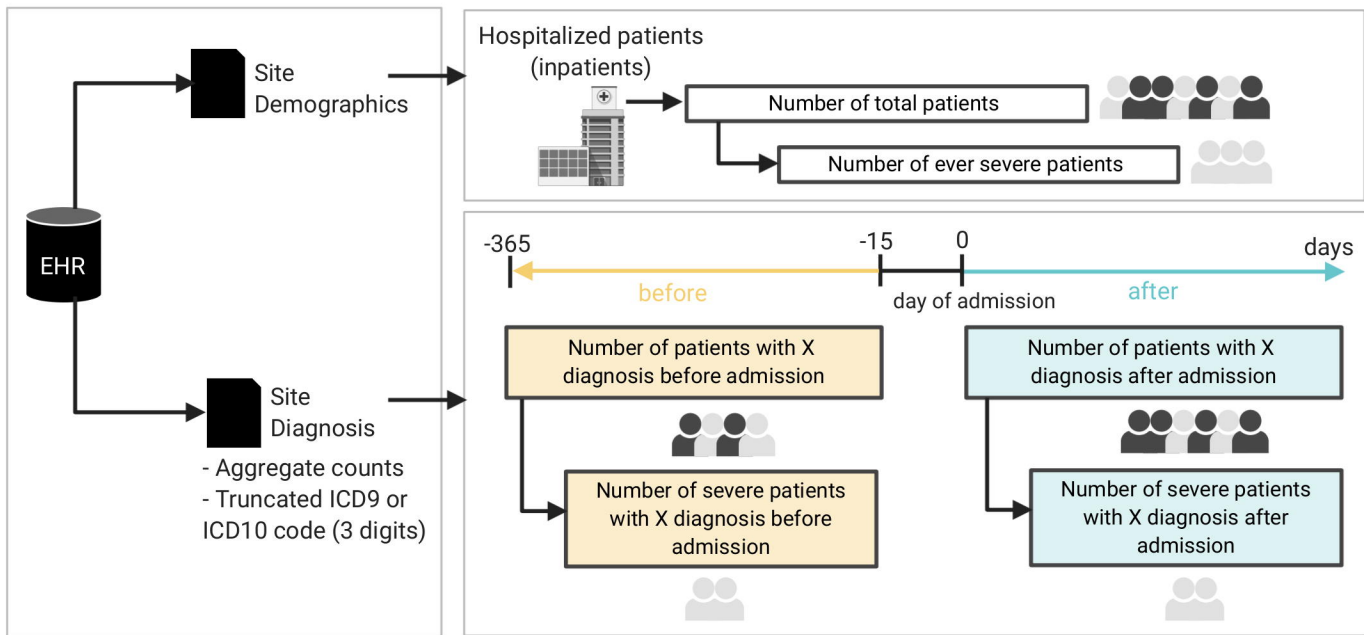 EHR
Site
Demographics
Site
Diagnosis
- Aggregate counts
- Truncated ICD9 or
ICD10 code (3 digits)
Hospitalized patients
(inpatients)
Number of total patients
Number of ever severe patients
-365
-15
0
days
before
day of admission
after
Number of patients with X
diagnosis before admission
Number of severe patients
with X diagnosis before
admission
Number of patients with X
diagnosis after admission
Number of severe patients
with X diagnosis after
admission